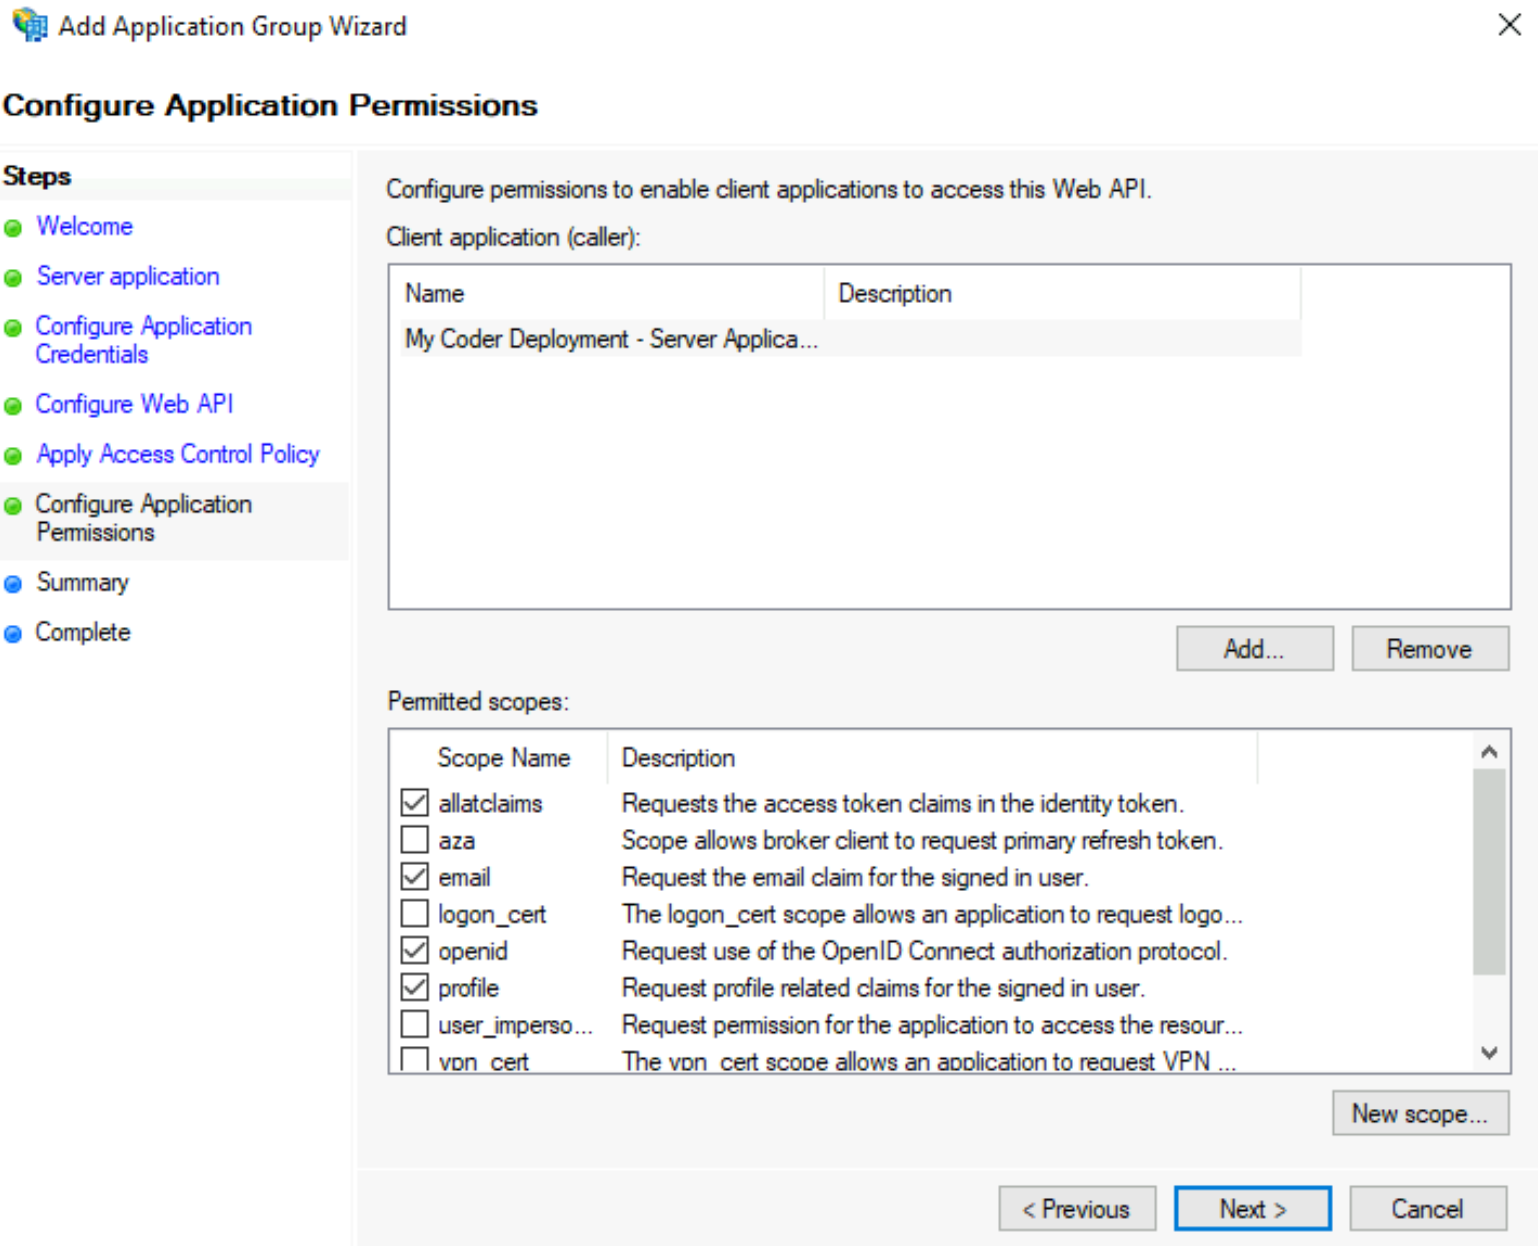 Add Application Group Wizard
Configure Application Permissions
Steps
Welcome
Server application
Configure Application
Credentials
Configure Web API
Apply Access Control Policy
Configure Application
Permissions
Summary
Complete
Configure permissions to enable client applications to access this Web API.
Client application (caller):
Name Description
My Coder Deployment - Server Applica...
Add... Remove
Permitted scopes:
Scope Name Description
allatclaims Requests the access token claims in the identity token.
aza Scope allows broker client to request primary refresh token.
email Request the email claim for the signed in user.
logon_cert The logon_cert scope allows an application to request logo...
openid Request use of the OpenID Connect authorization protocol.
profile Request profile related claims for the signed in user.
user_imperso... Request permission for the application to access the resour...
vpn_cert The vpn_cert scope allows an application to request VPN ...
New scope...
< Previous Next > Cancel